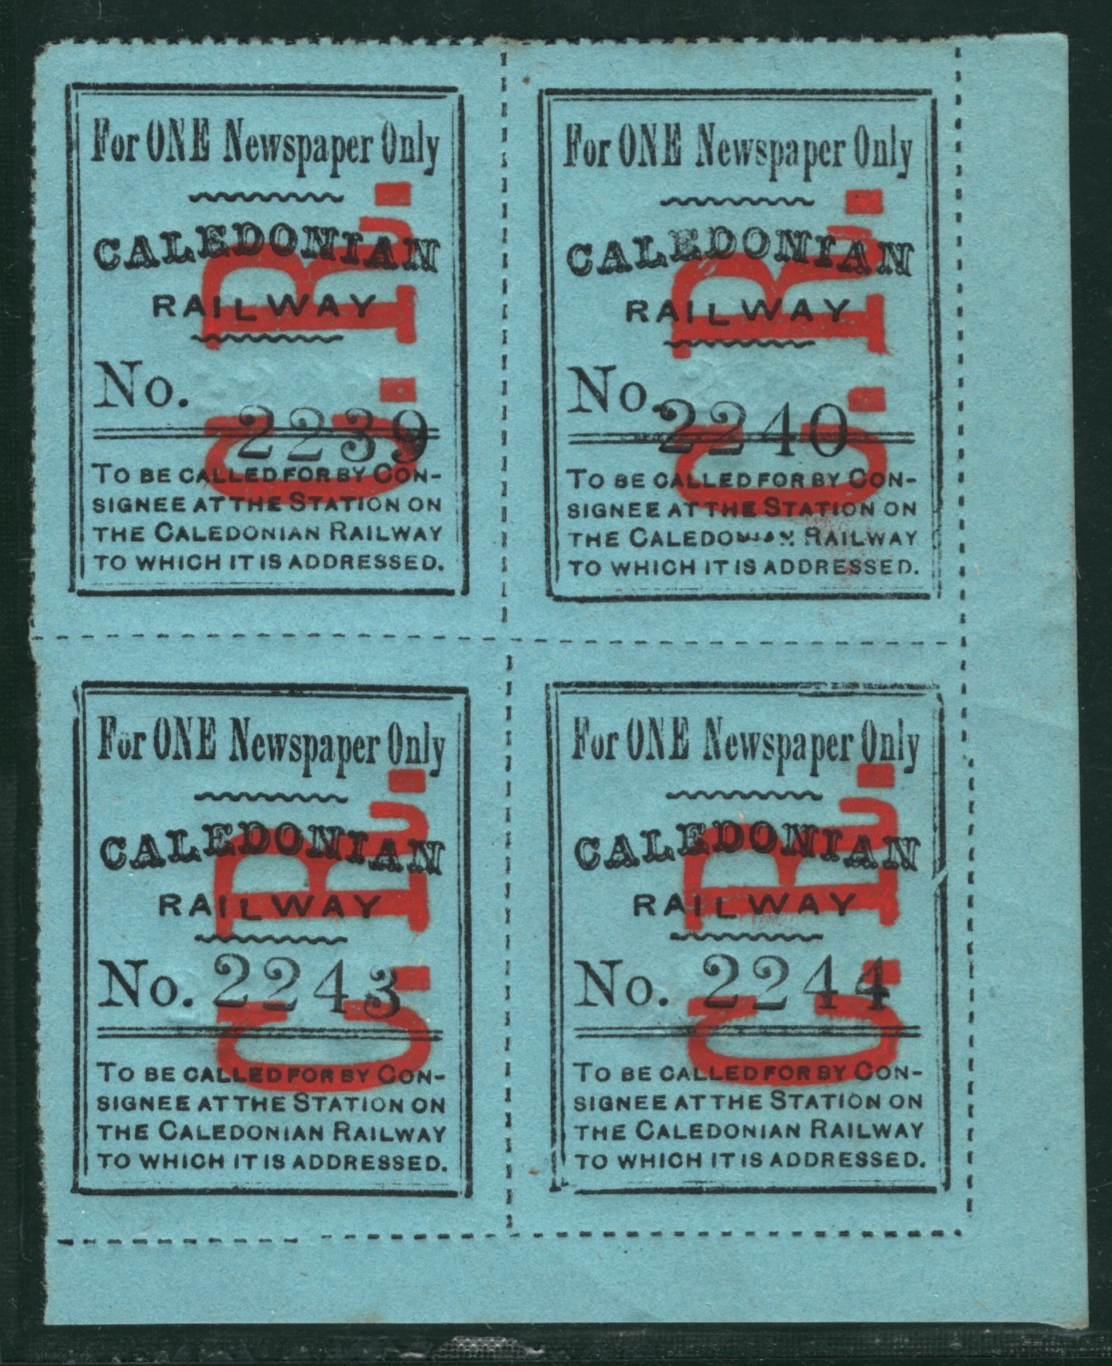 For ONE Newspaper Only
CALEDONIAN
RAILWAY
No. 2239
TO BE CALLED FOR BY CON-
SIGNEE AT THE STATION ON
THE CALEDONIAN RAILWAY
TO WHICH IT IS ADDRESSED.
C. R.
For ONE Newspaper Only
CALEDONIAN
RAILWAY
No. 2240
TO BE CALLED FOR BY CON-
SIGNEE AT THE STATION ON
THE CALEDONIAN RAILWAY
TO WHICH IT IS ADDRESSED.
C. R.
For ONE Newspaper Only
CALEDONIAN
RAILWAY
No. 2243
TO BE CALLED FOR BY CON-
SIGNEE AT THE STATION ON
THE CALEDONIAN RAILWAY
TO WHICH IT IS ADDRESSED.
C. R.
For ONE Newspaper Only
CALEDONIAN
RAILWAY
No. 2244
TO BE CALLED FOR BY CON-
SIGNEE AT THE STATION ON
THE CALEDONIAN RAILWAY
TO WHICH IT IS ADDRESSED.
C. R.